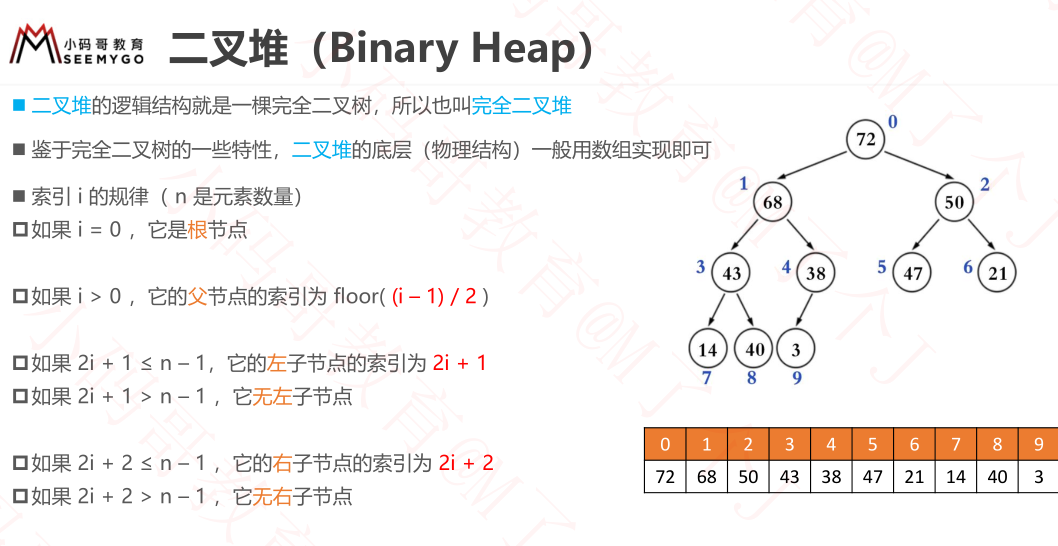 小码哥教育
SEEMYGO
二叉堆（Binary Heap）
■ 二叉堆的逻辑结构就是一棵完全二叉树，所以也叫完全二叉堆
■ 鉴于完全二叉树的一些特性，二叉堆的底层（物理结构）一般用数组实现即可
■ 索引 i 的规律（ n 是元素数量）
如果 i = 0 ，它是根节点
如果 i > 0 ，它的父节点的索引为 floor( (i – 1) / 2 )
如果 2i + 1 ≤ n – 1，它的左子节点的索引为 2i + 1
如果 2i + 1 > n – 1 ，它无左子节点
如果 2i + 2 ≤ n – 1 ，它的右子节点的索引为 2i + 2
如果 2i + 2 > n – 1 ，它无右子节点
72 0
1 68 50 2
3 43 4 38 5 47 6 21
14 40 3
7 8 9
0 1 2 3 4 5 6 7 8 9
72 68 50 43 38 47 21 14 40 3
小码哥教育@M了个J